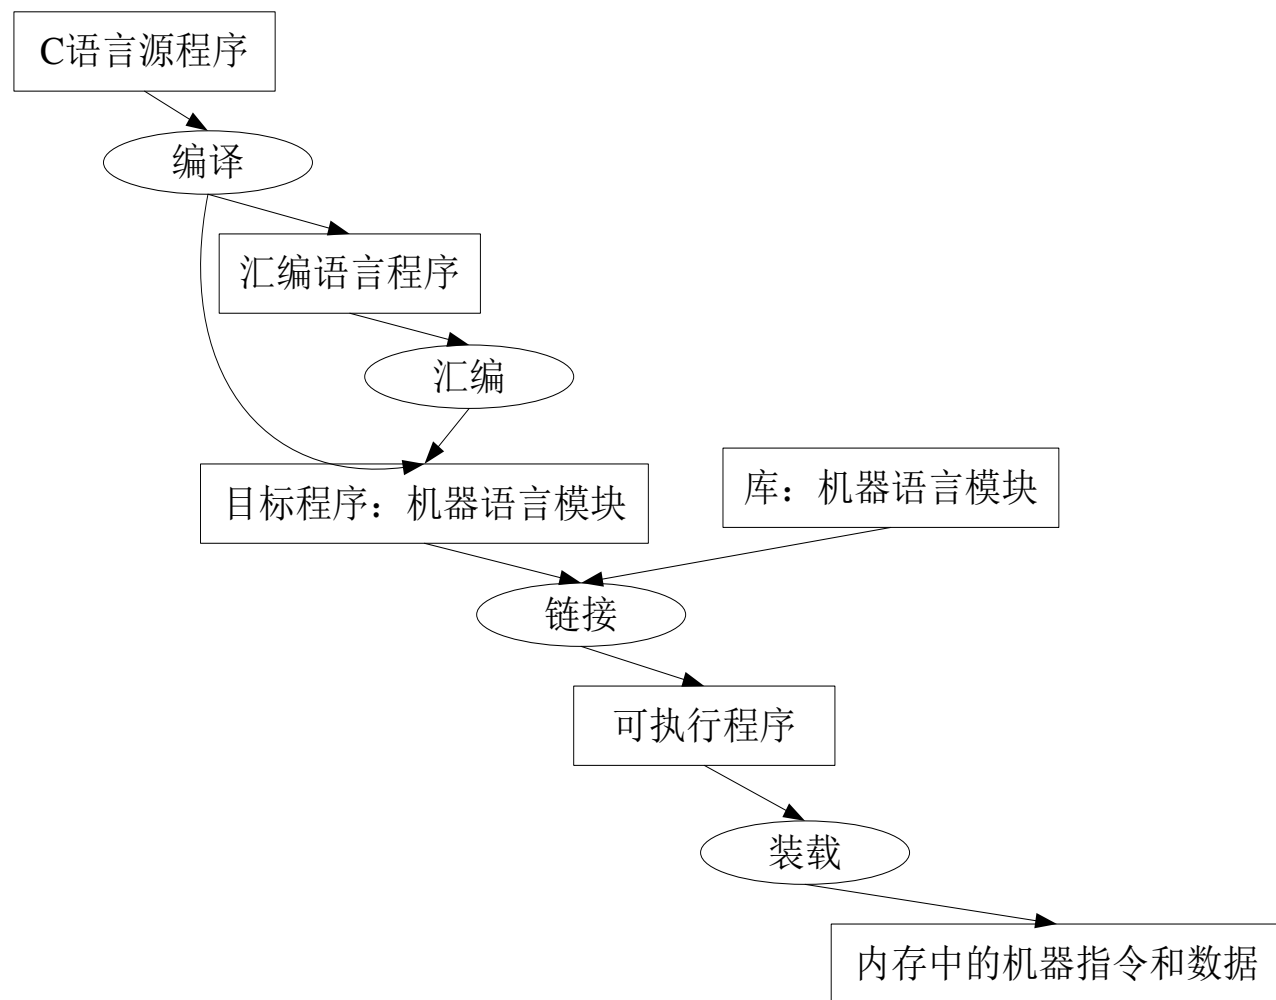 C语言源程序
编译
汇编语言程序
汇编
目标程序：机器语言模块
库：机器语言模块
链接
可执行程序
装载
内存中的机器指令和数据